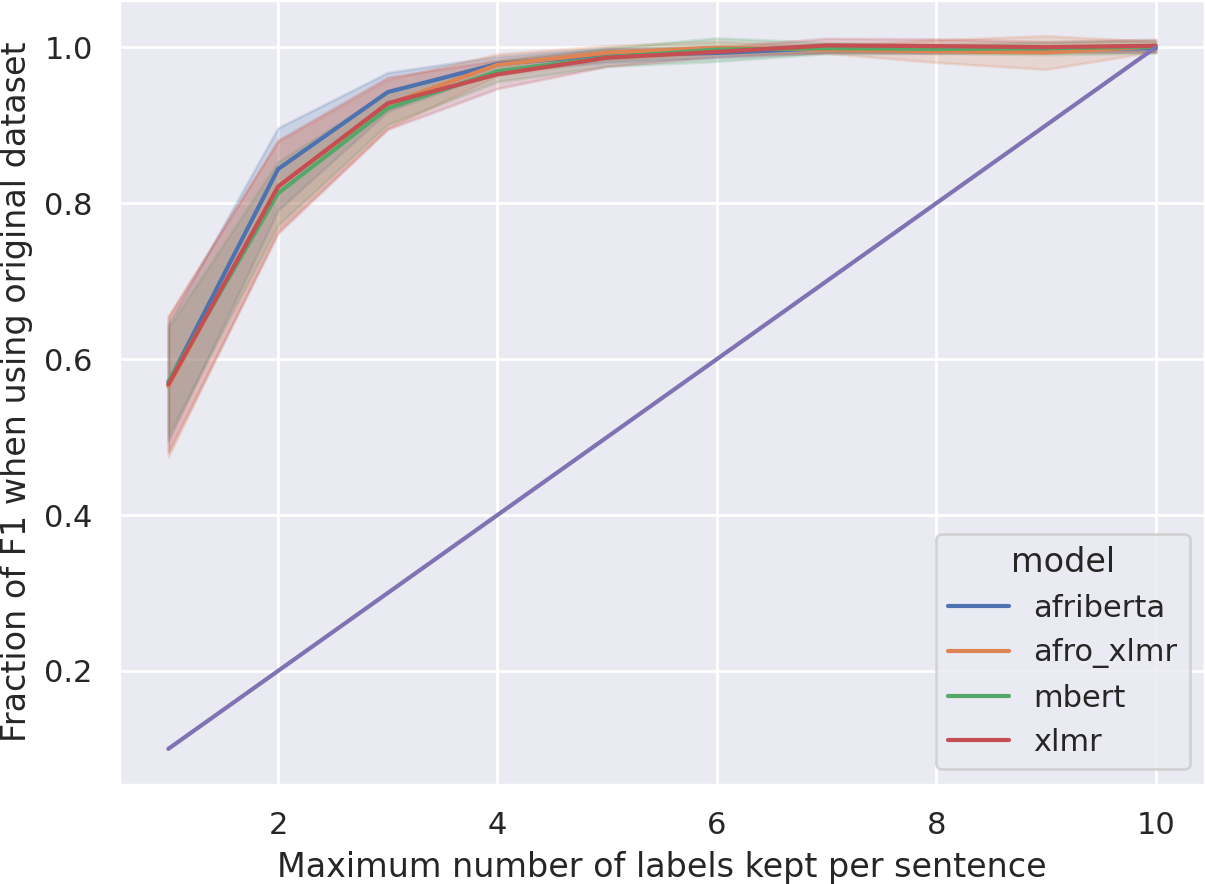 Fraction of F1 when using original dataset
1.0
0.8
0.6
0.4
0.2
2 4 6 8 10
Maximum number of labels kept per sentence
model
afriberta
afro_xlmr
mbert
xlmr